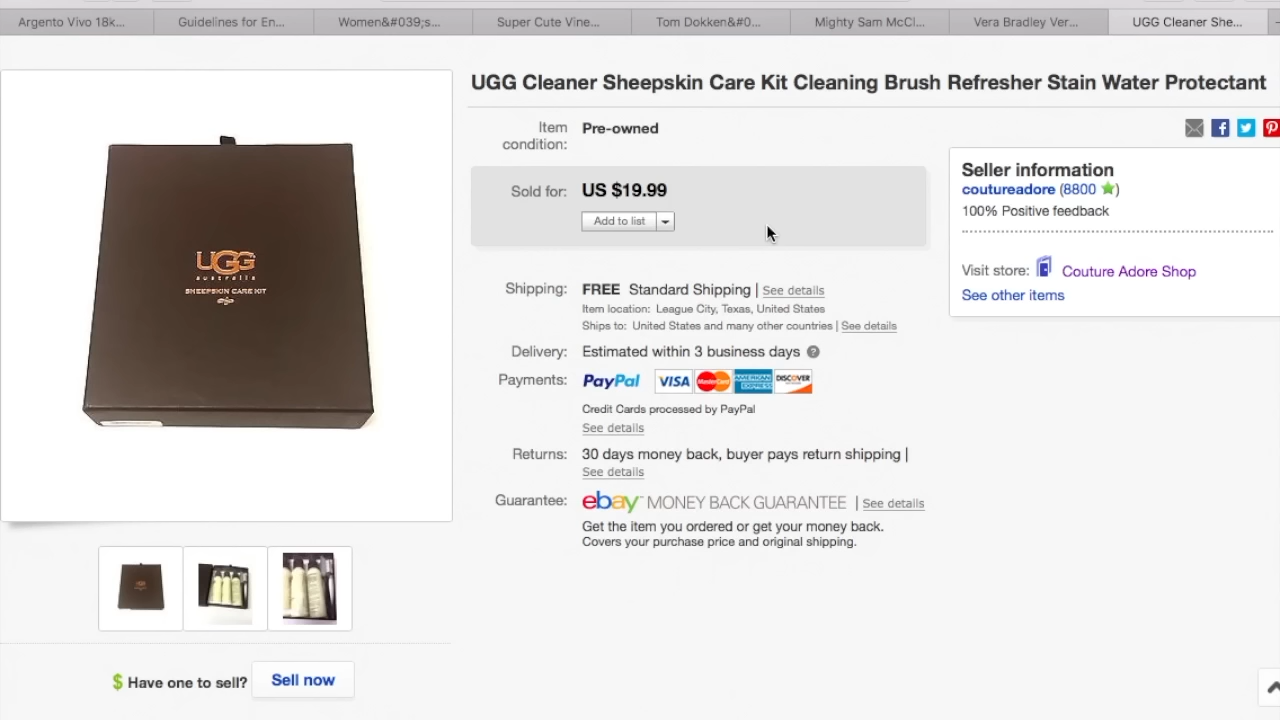 Argento Vivo 18k...
Guidelines for En...
Women&#039;s...
Super Cute Vine...
Tom Dokken&#0...
Mighty Sam McCl...
Vera Bradley Ver...
UGG Cleaner She...
UGG Cleaner Sheepskin Care Kit Cleaning Brush Refresher Stain Water Protectant
Item condition: Pre-owned
Sold for: US $19.99
Add to list
Shipping: FREE Standard Shipping | See details
Item location: League City, Texas, United States
Ships to: United States and many other countries | See details
Delivery: Estimated within 3 business days ?
Payments: PayPal VISA MasterCard AMERICAN EXPRESS DISCOVER
Credit Cards processed by PayPal
See details
Returns: 30 days money back, buyer pays return shipping |
See details
Guarantee: ebay™ MONEY BACK GUARANTEE | See details
Get the item you ordered or get your money back.
Covers your purchase price and original shipping.
Seller information
coutureadore (8800)
100% Positive feedback
Visit store: Couture Adore Shop
See other items
UGG
australia
SHEEPSKIN CARE KIT
$ Have one to sell? Sell now